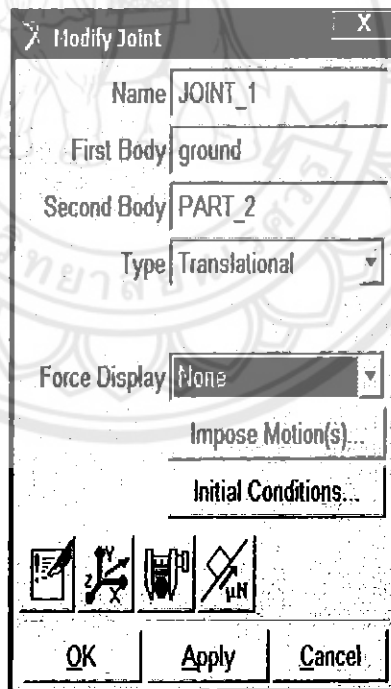 Modify Joint X
Name JOINT_1
First Body ground
Second Body PART_2
Type Translational
Force Display None
Impose Motion(s)...
Initial Conditions...
Y Z X μN
OK Apply Cancel